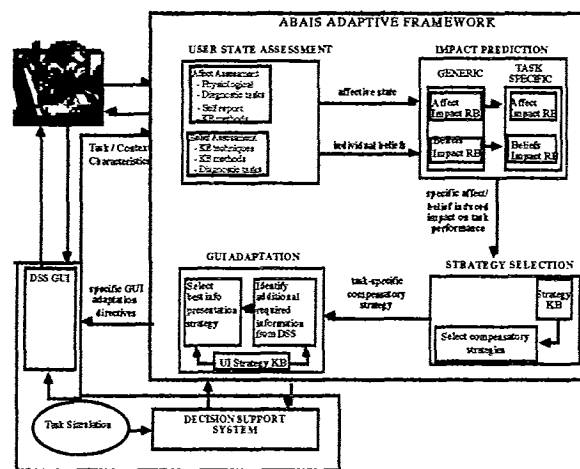 ABAIS ADAPTIVE FRAMEWORK
USER STATE ASSESSMENT
Affect Assessment
- Physiological
- Diagnostic tasks
- Self report
- KB methods
Belief Assessment
- KB techniques
- KB methods
- Diagnostic tasks
affective state
individual beliefs
IMPACT PREDICTION
GENERIC
TASK
SPECIFIC
Affect
Impact RB
Affect
Impact RB
Beliefs
Impact RB
Beliefs
Impact RB
Task / Context
Characteristics
specific affect/
belief induced
impact on task
performance
GUI ADAPTATION
Select
best info
presentation
strategy
Identify
additional
required
information
from DSS
UI Strategy KB
task-specific
compensatory
strategy
STRATEGY SELECTION
Strategy
KB
Select compensatory
strategies
DSS GUI
specific GUI
adaptation
directives
Task Simulation
DECISION SUPPORT
SYSTEM